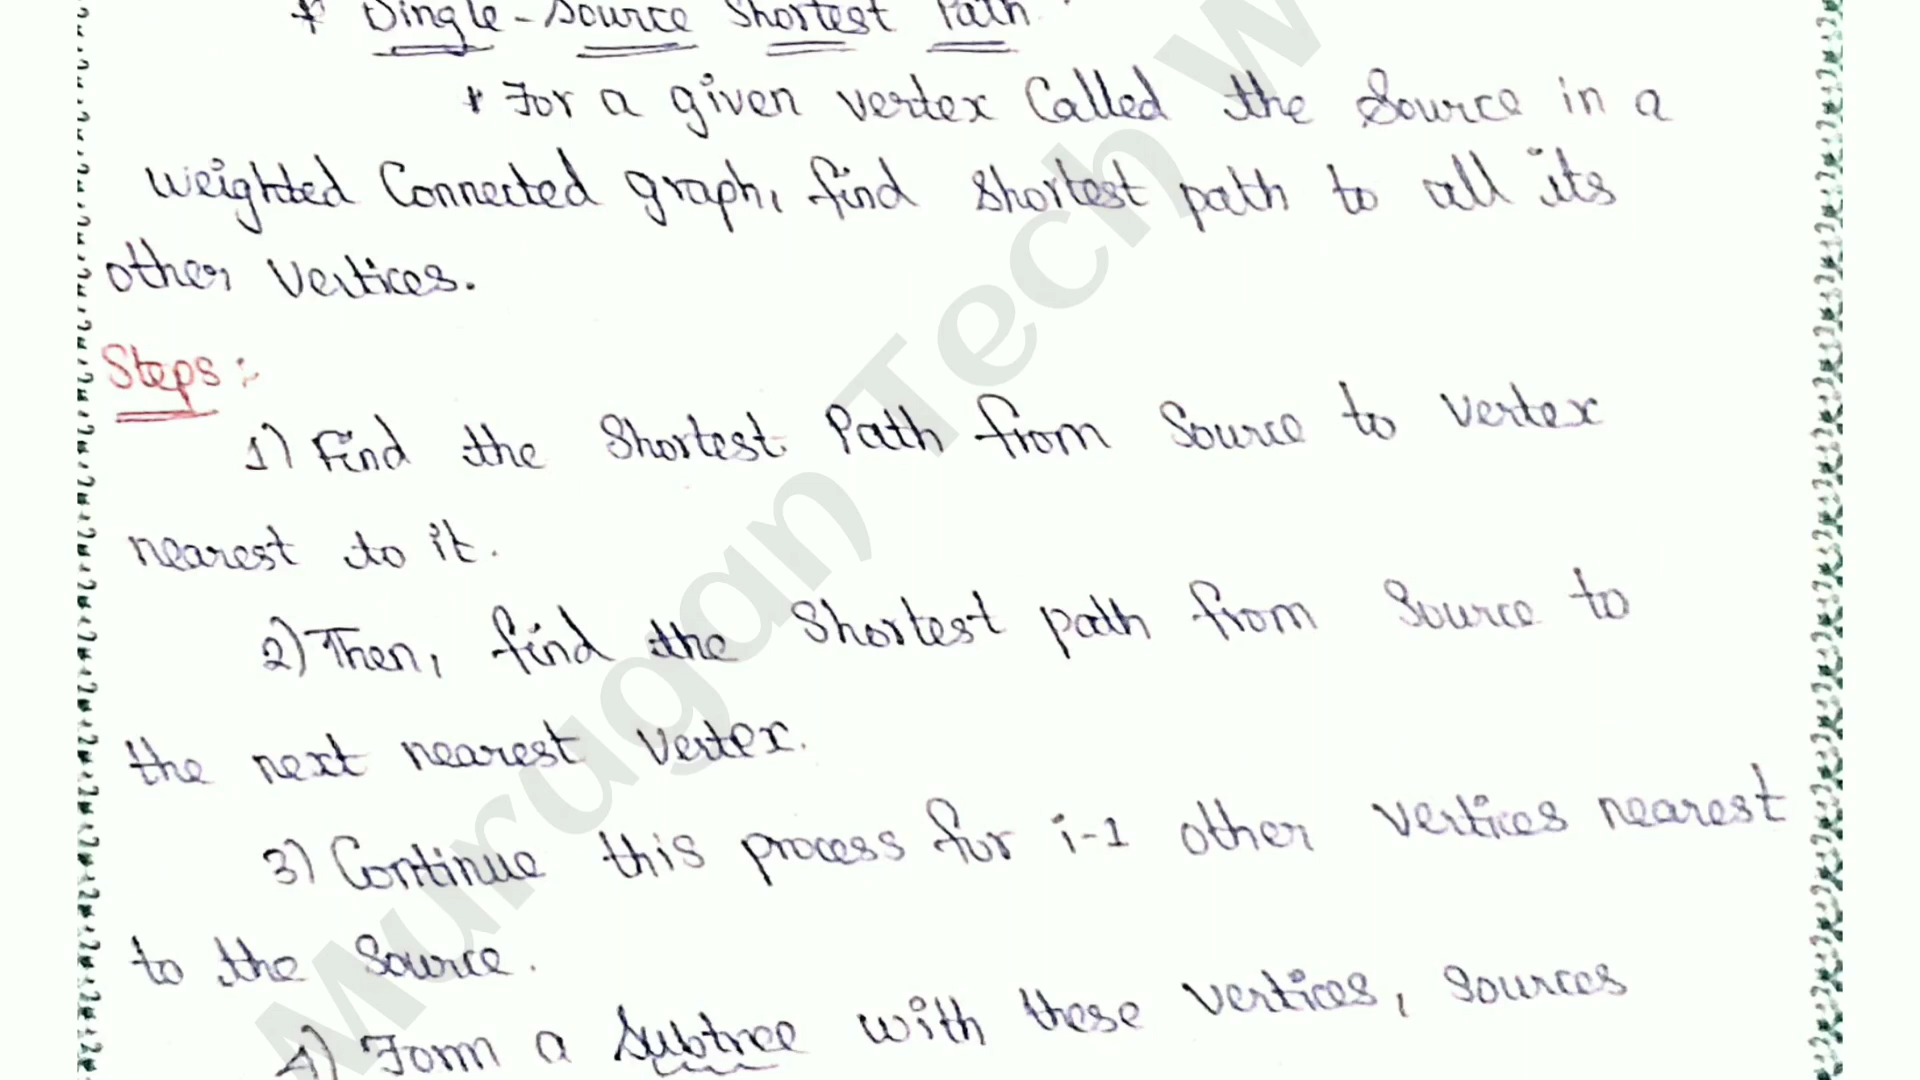 * Single-Source Shortest Path
* For a given vertex Called the Source in a
weighted Connected graph, find shortest path to all its
other vertices.
Steps :-
1) Find the Shortest Path from Source to vertex
nearest to it.
2) Then, find the Shortest path from Source to
the next nearest vertex.
3) Continue this process for i-1 other vertices nearest
to the Source.
4) Form a Subtree with these vertices, Sources
Murugan Tech W